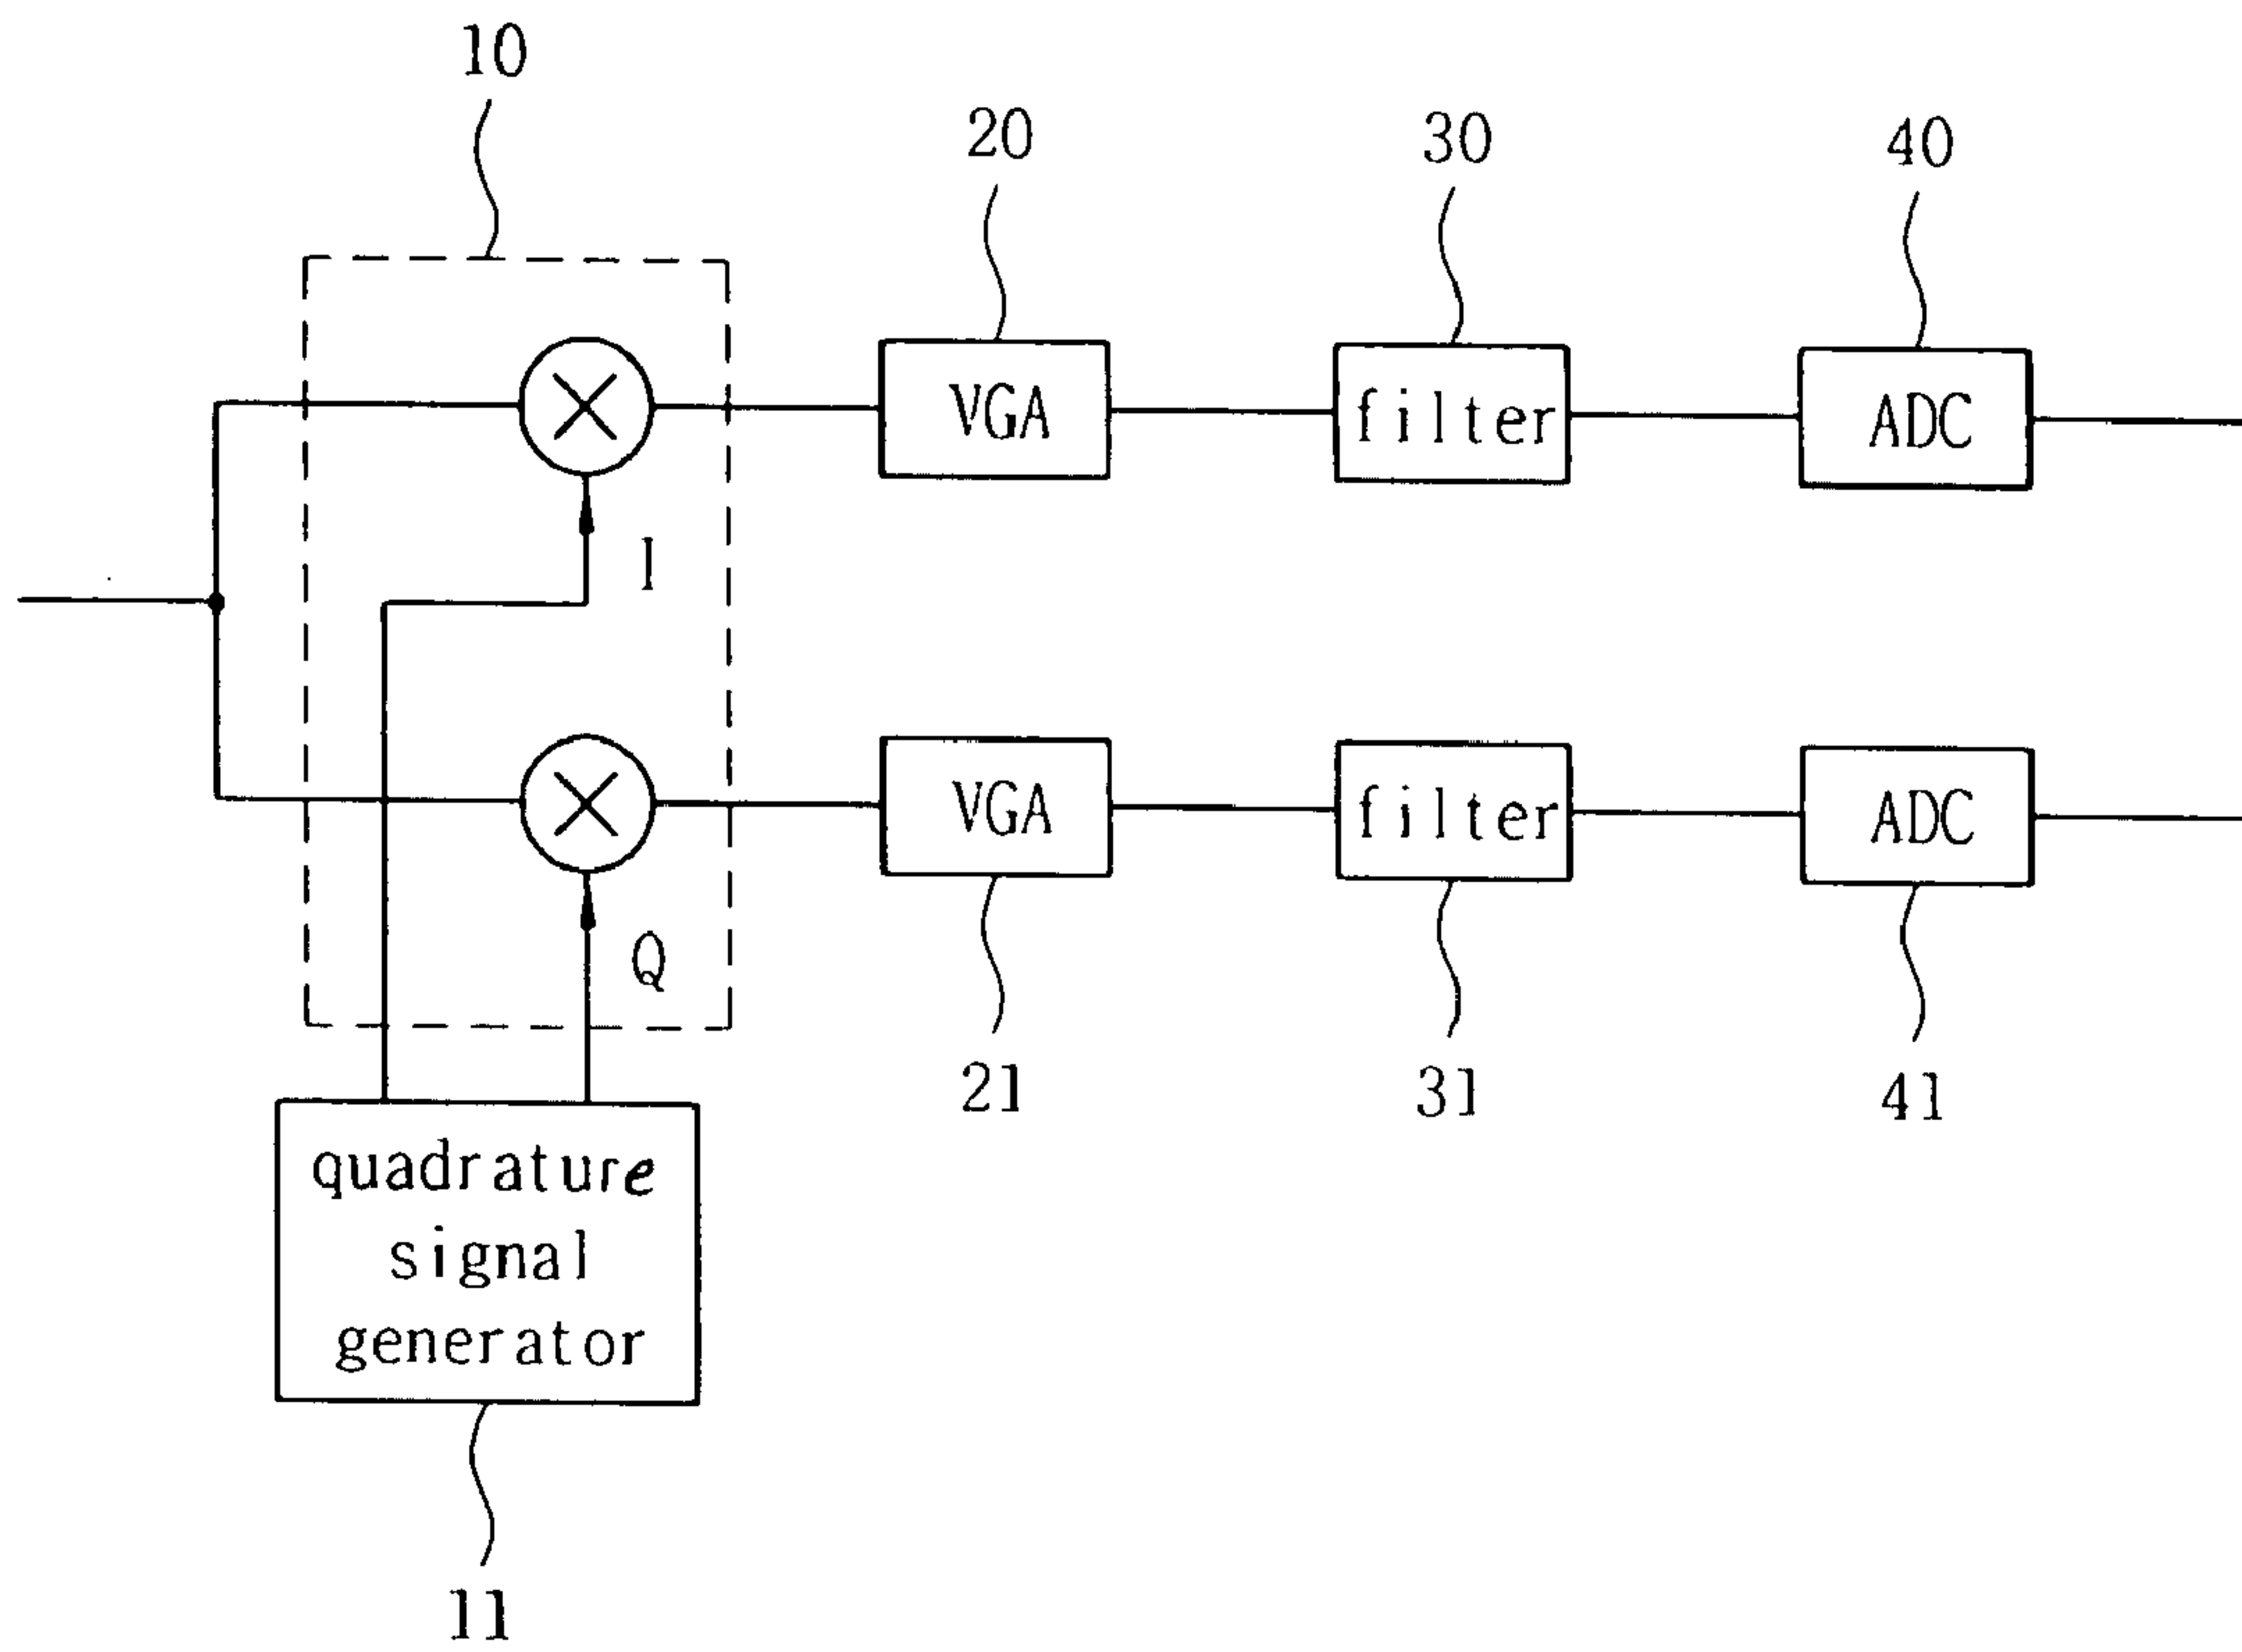 10
20
30
40
VGA
filter
ADC
I
VGA
filter
ADC
Q
21
31
41
quadrature
signal
generator
11